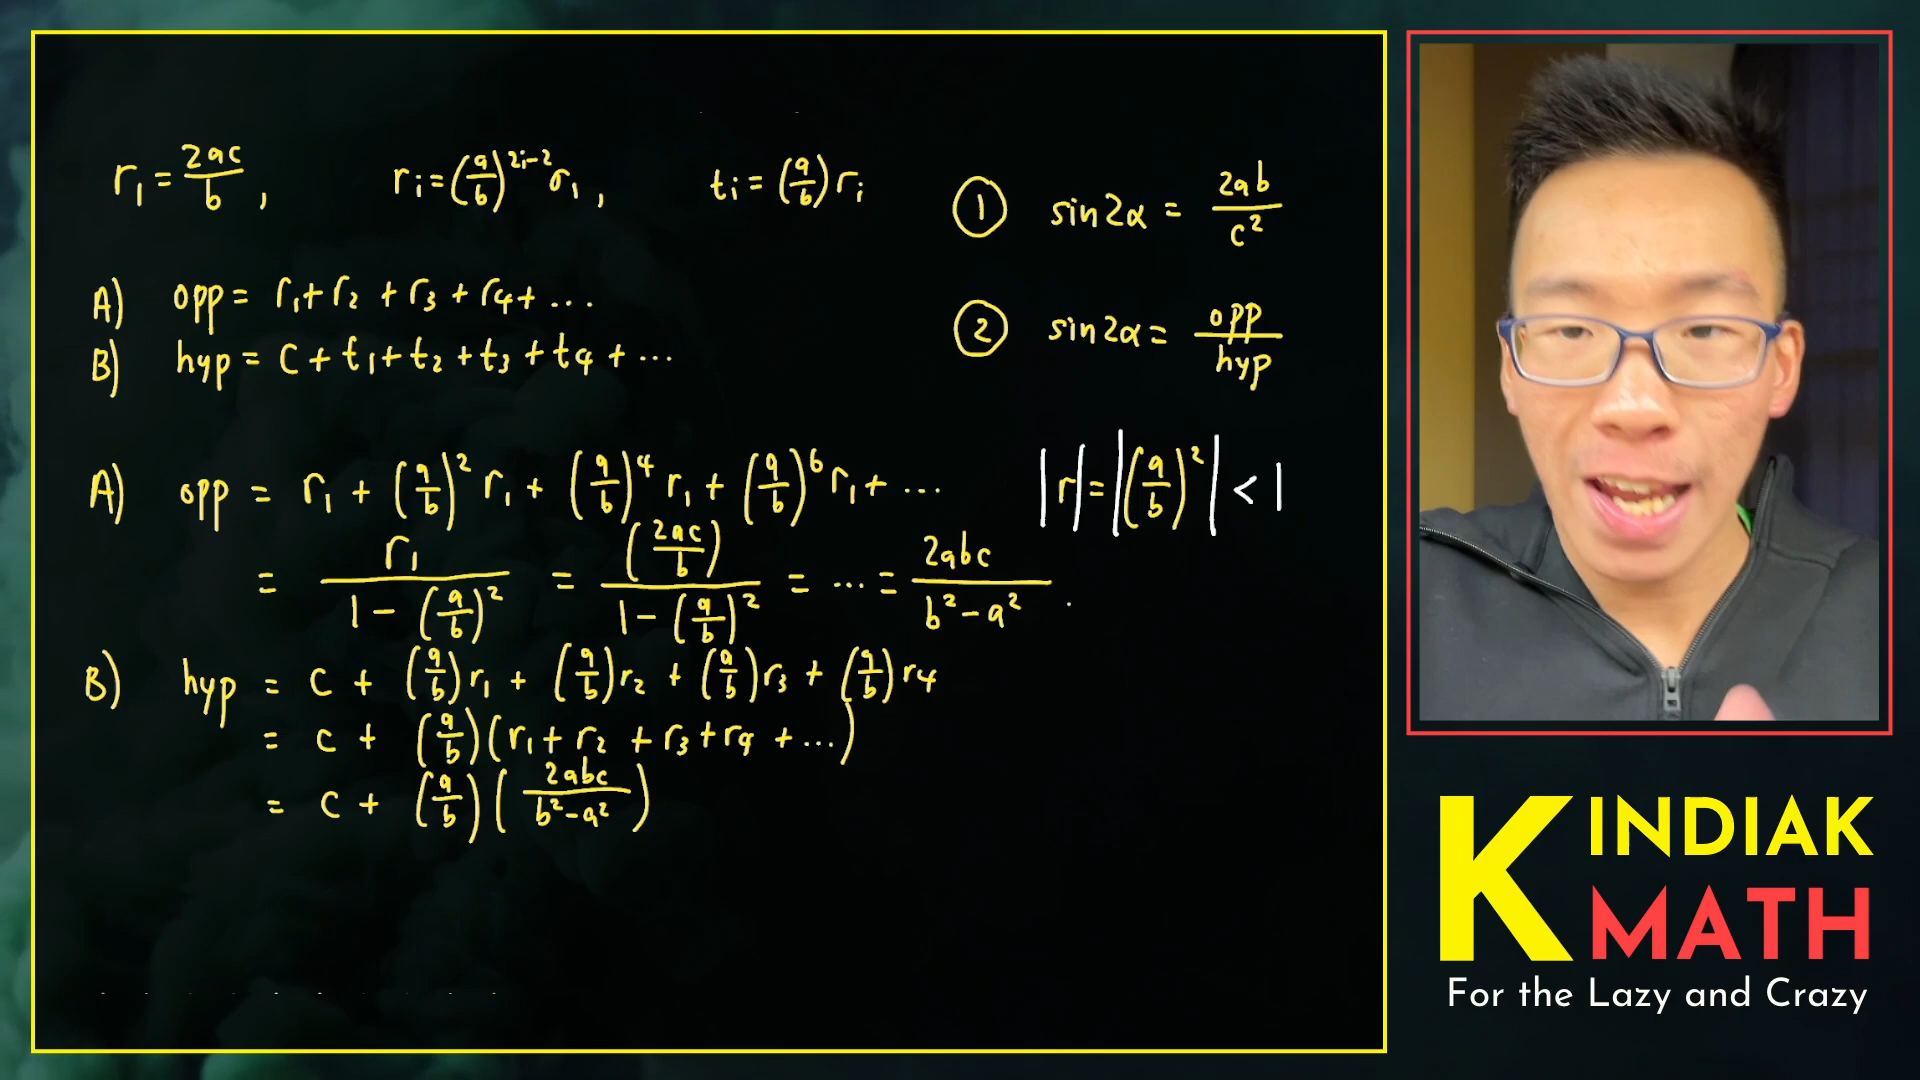 r₁ = 2ac/b , rᵢ = (a/b)²ⁱ⁻² r₁ , tᵢ = (a/b) rᵢ
① sin2α = 2ab/c²
A) opp = r₁ + r₂ + r₃ + r₄ + ...
B) hyp = C + t₁ + t₂ + t₃ + t₄ + ...
② sin2α = opp/hyp
A) opp = r₁ + (a/b)² r₁ + (a/b)⁴ r₁ + (a/b)⁶ r₁ + ...
|r| = |(a/b)²| < 1
= r₁/(1 - (a/b)²) = (2ac/b)/(1 - (a/b)²) = ... = 2abc/(b² - a²) .
B) hyp = C + (a/b) r₁ + (a/b) r₂ + (a/b) r₃ + (a/b) r₄
= C + (a/b) (r₁ + r₂ + r₃ + r₄ + ...)
= C + (a/b) (2abc/(b² - a²))
KINDIAK
MATH
For the Lazy and Crazy